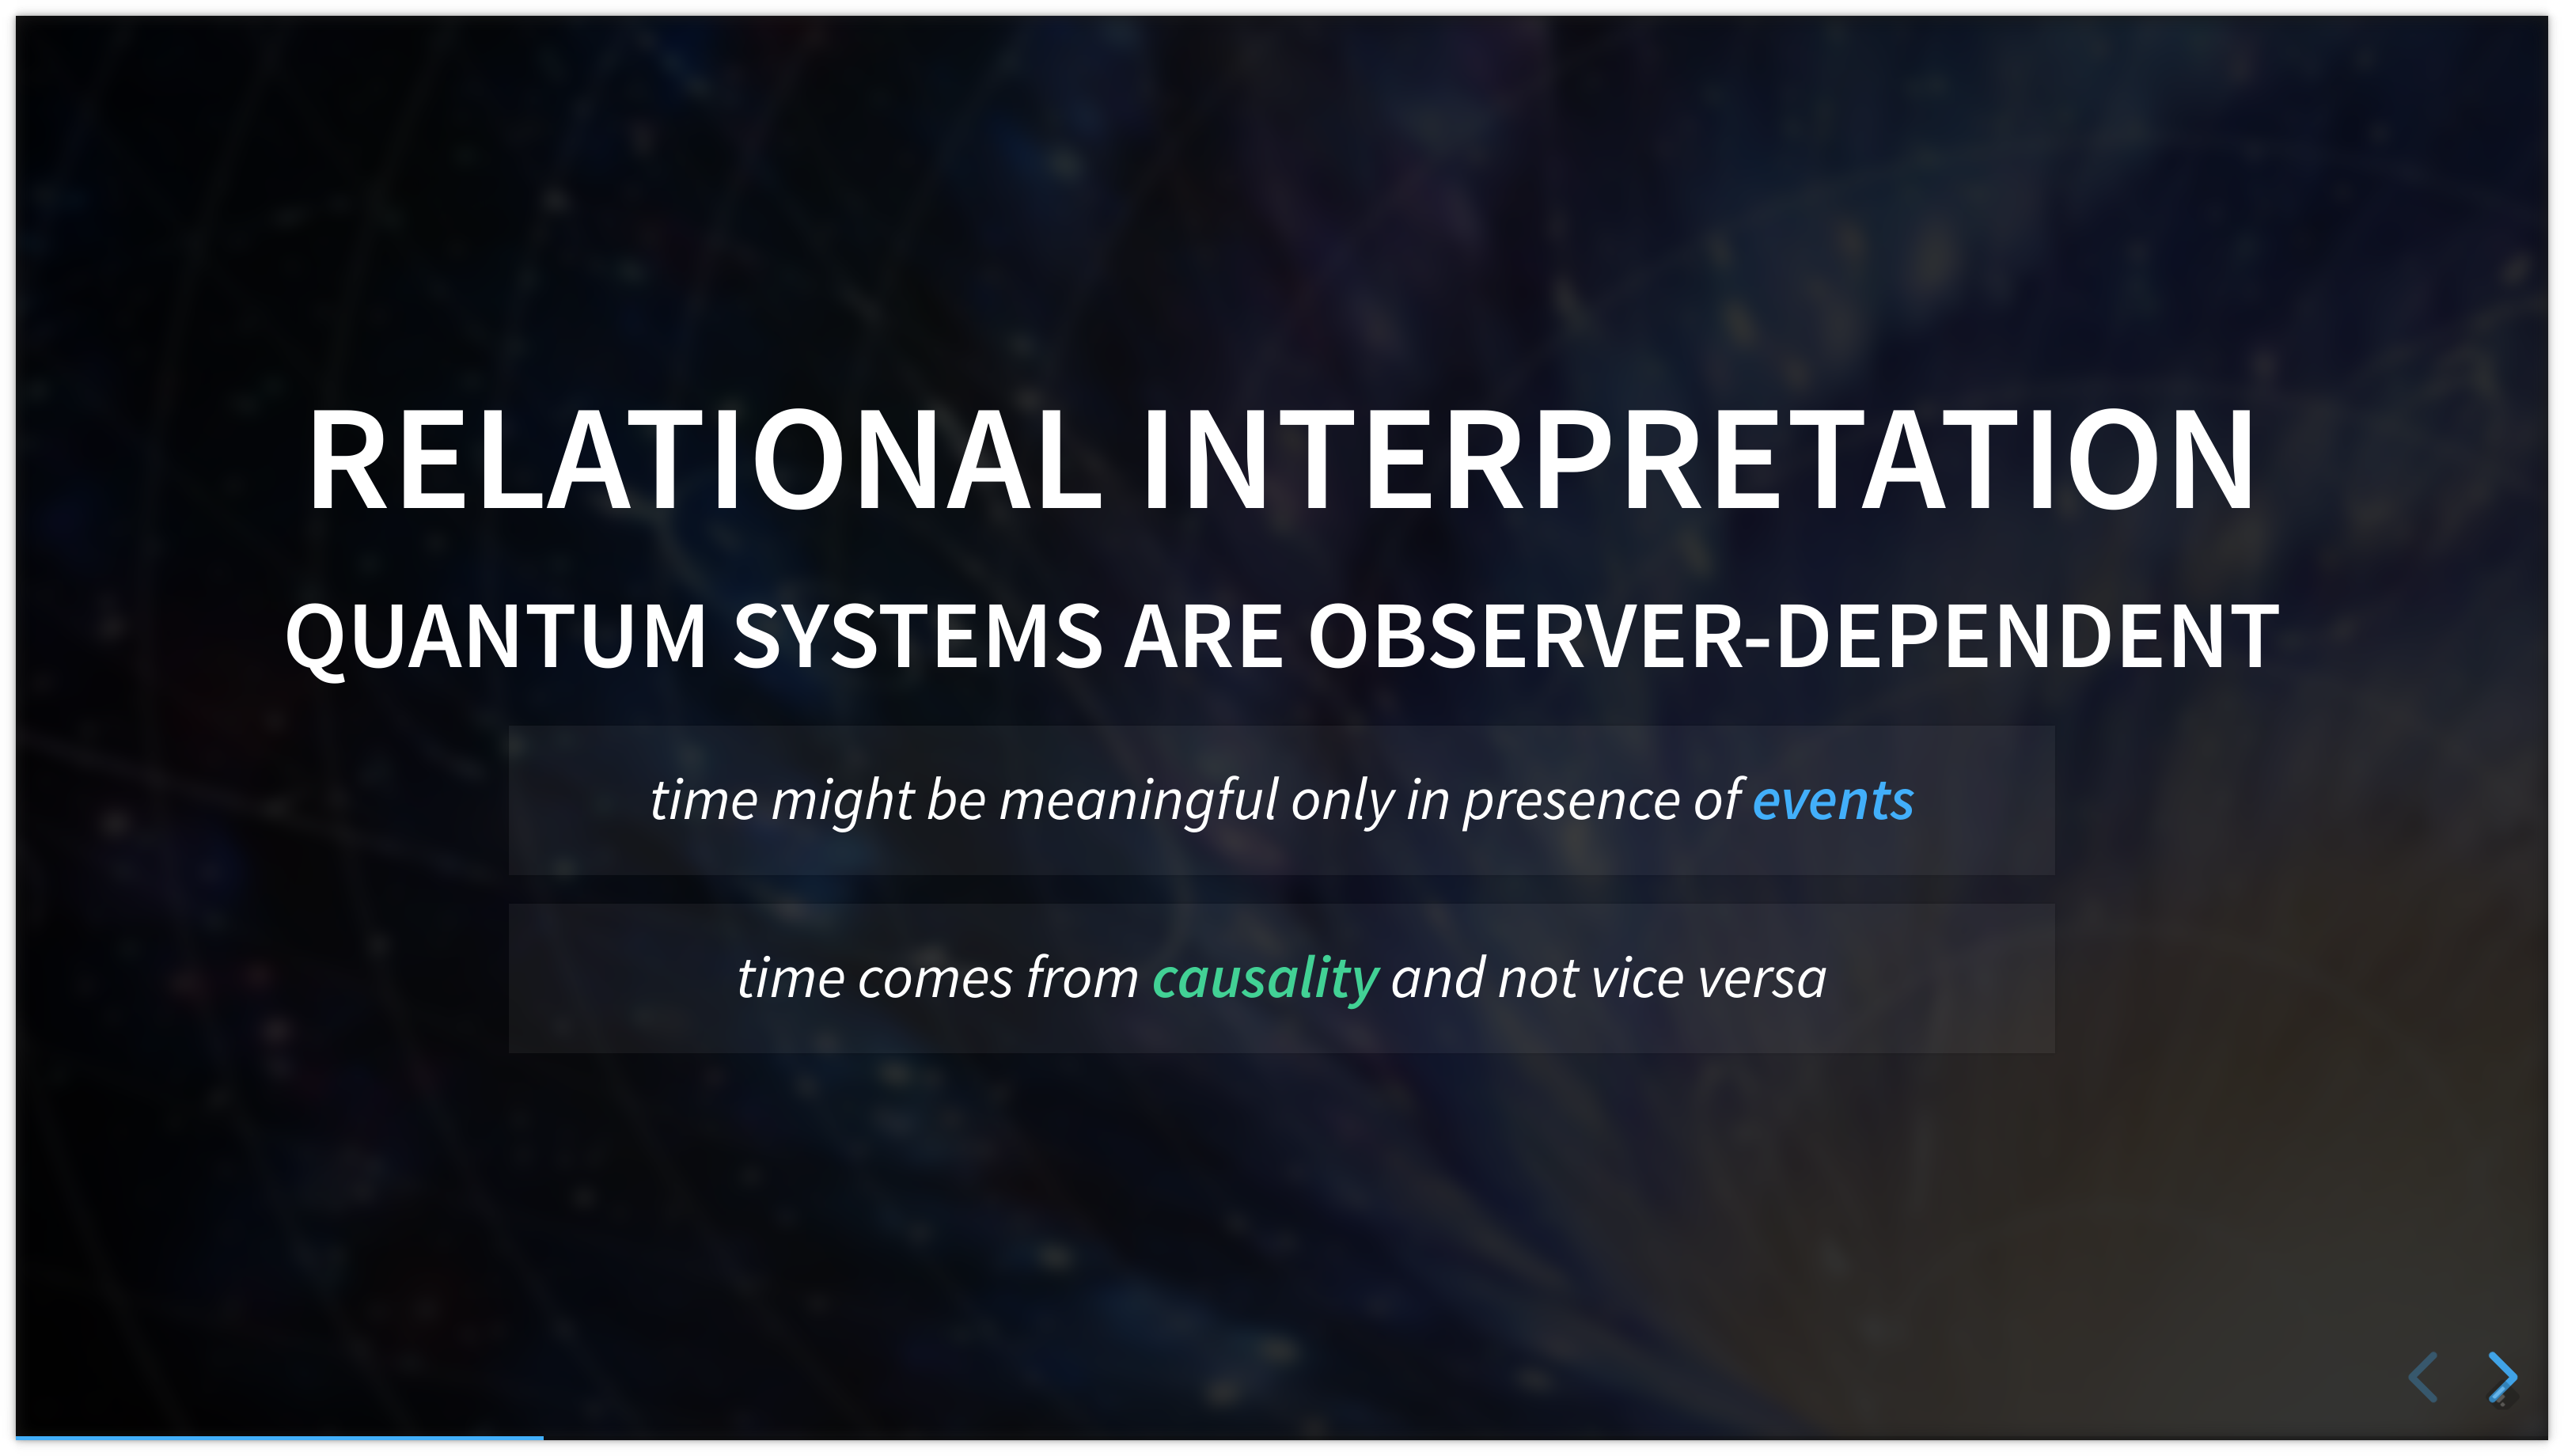 RELATIONAL INTERPRETATION
QUANTUM SYSTEMS ARE OBSERVER-DEPENDENT
time might be meaningful only in presence of events
time comes from causality and not vice versa